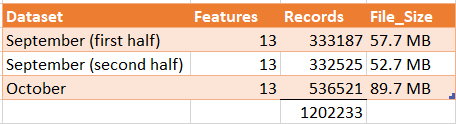 Dataset Features Records File_Size
September (first half) 13 333187 57.7 MB
September (second half) 13 332525 52.7 MB
October 13 536521 89.7 MB
1202233